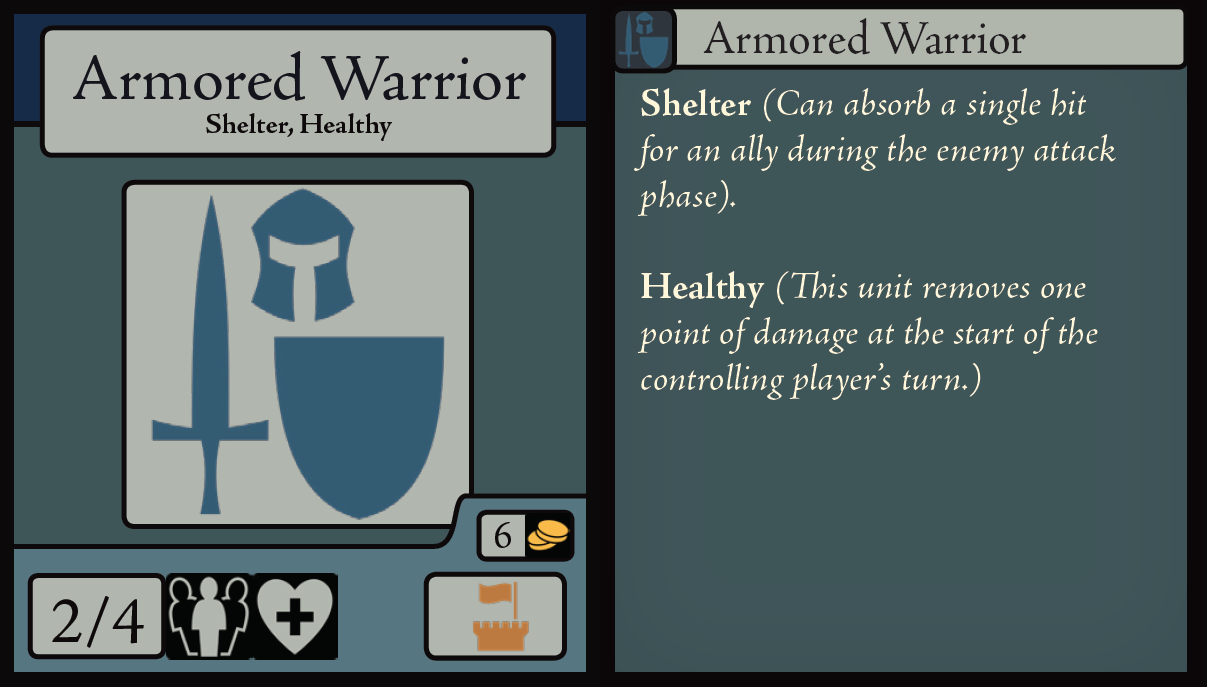 Armored Warrior
Shelter, Healthy
6
2/4
Armored Warrior
Shelter (Can absorb a single hit
for an ally during the enemy attack
phase).
Healthy (This unit removes one
point of damage at the start of the
controlling player's turn.)